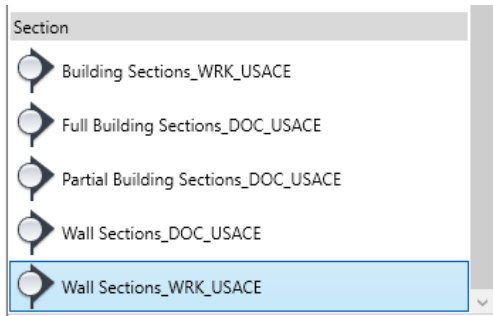 Section
Building Sections_WRK_USACE
Full Building Sections_DOC_USACE
Partial Building Sections_DOC_USACE
Wall Sections_DOC_USACE
Wall Sections_WRK_USACE